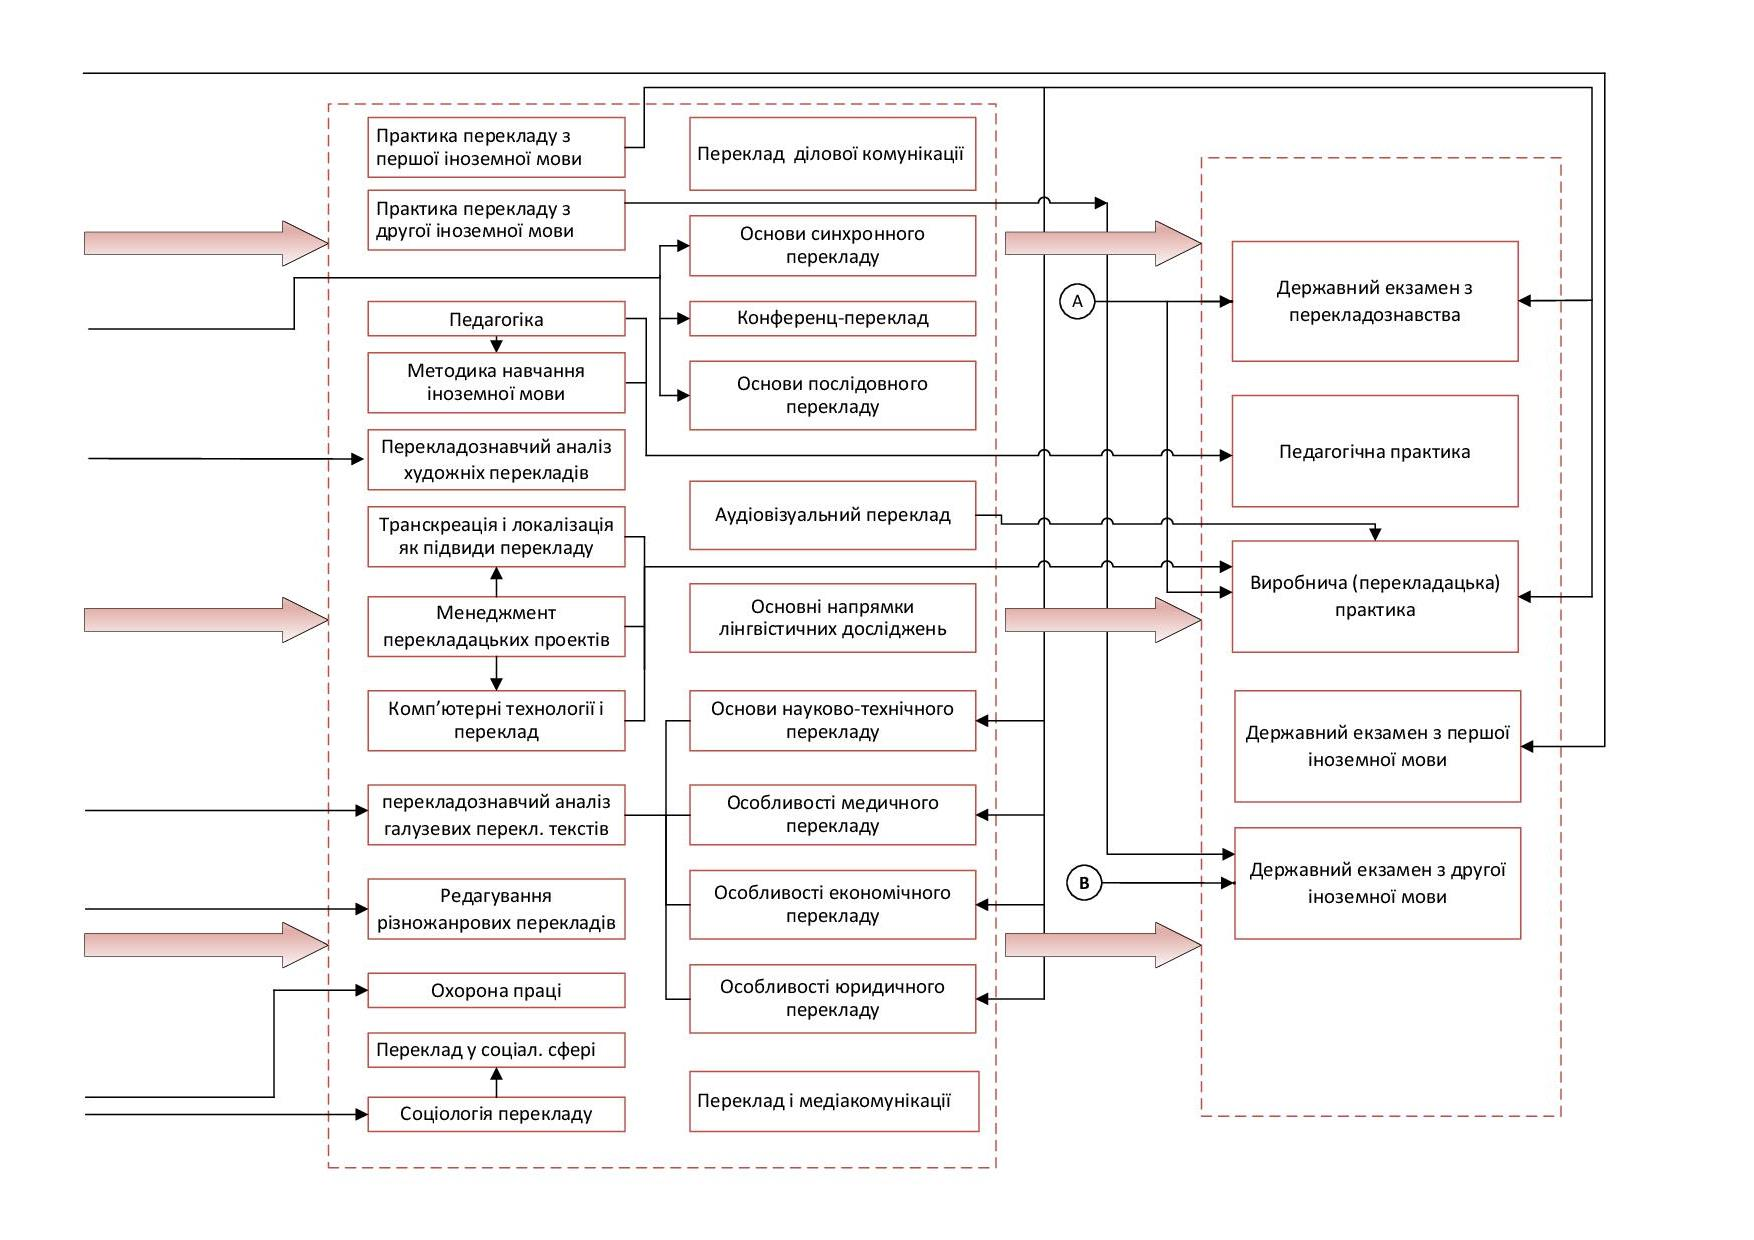 Практика перекладу з
першої іноземної мови
Практика перекладу з
другої іноземної мови
Педагогіка
Методика навчання
іноземної мови
Перекладознавчий аналіз
художніх перекладів
Транскреація і локалізація
як підвиди перекладу
Менеджмент
перекладацьких проектів
Комп’ютерні технології і
переклад
перекладознавчий аналіз
галузевих перекл. текстів
Редагування
різножанрових перекладів
Охорона праці
Переклад у соціал. сфері
Соціологія перекладу
Переклад ділової комунікації
Основи синхронного
перекладу
Конференц-переклад
Основи послідовного
перекладу
Аудіовізуальний переклад
Основні напрямки
лінгвістичних досліджень
Основи науково-технічного
перекладу
Особливості медичного
перекладу
Особливості економічного
перекладу
Особливості юридичного
перекладу
Переклад і медіакомунікації
А
В
Державний екзамен з
перекладознавства
Педагогічна практика
Виробнича (перекладацька)
практика
Державний екзамен з першої
іноземної мови
Державний екзамен з другої
іноземної мови